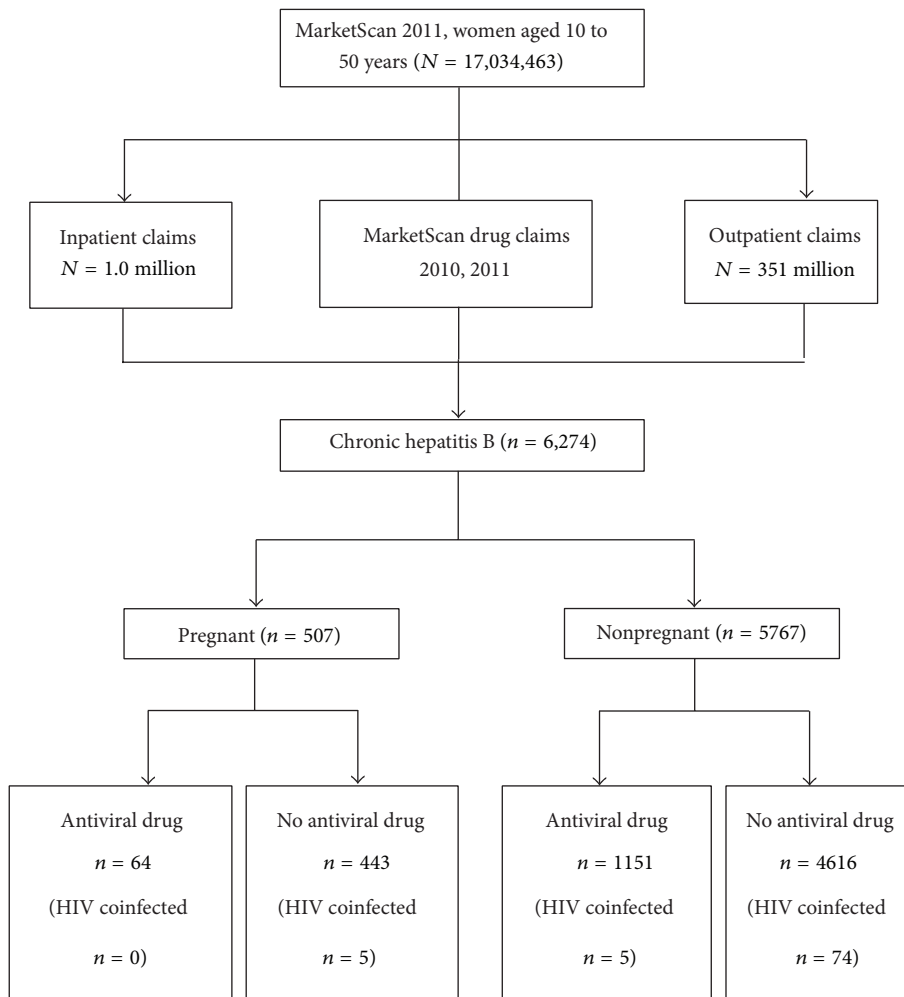 MarketScan 2011, women aged 10 to
50 years (N = 17,034,463)
Inpatient claims
N = 1.0 million
MarketScan drug claims
2010, 2011
Outpatient claims
N = 351 million
Chronic hepatitis B (n = 6,274)
Pregnant (n = 507)
Nonpregnant (n = 5767)
Antiviral drug
n = 64
(HIV coinfected
n = 0)
No antiviral drug
n = 443
(HIV coinfected
n = 5)
Antiviral drug
n = 1151
(HIV coinfected
n = 5)
No antiviral drug
n = 4616
(HIV coinfected
n = 74)